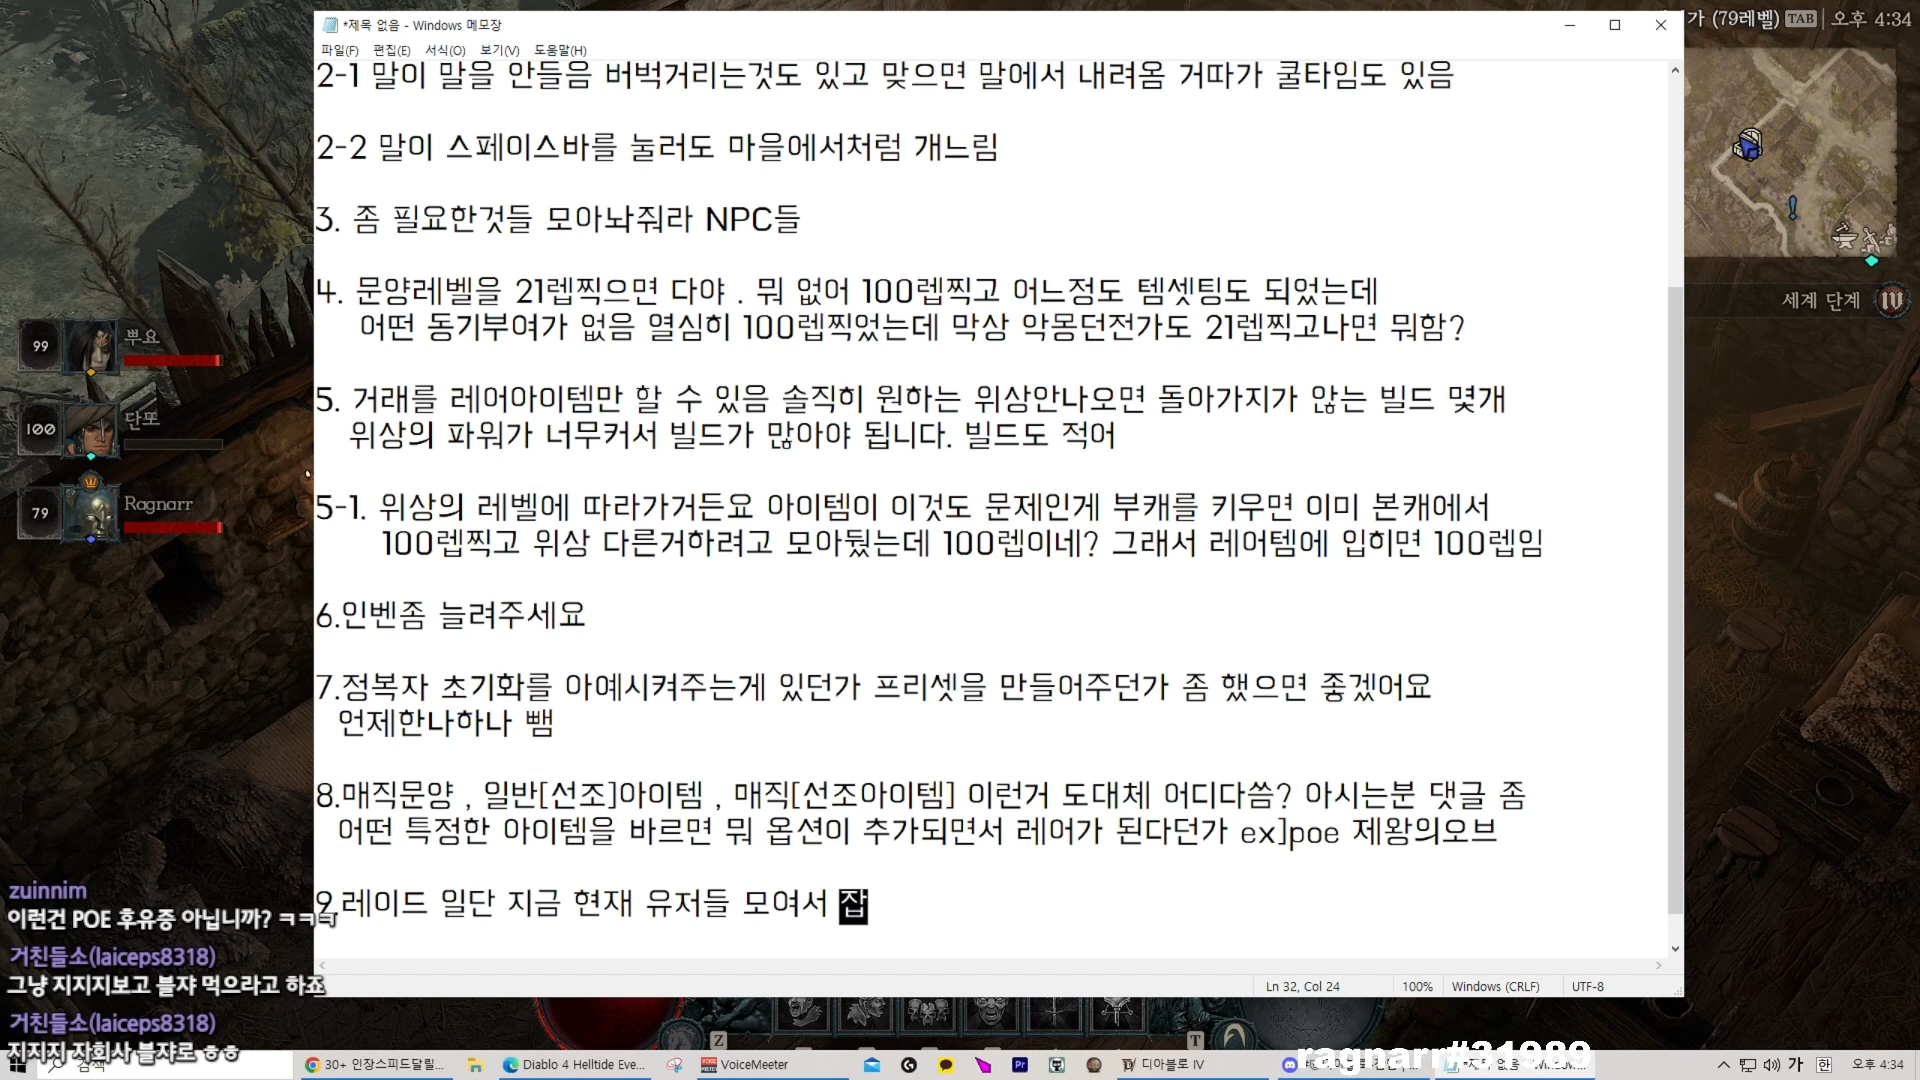 *제목 없음 - Windows 메모장
파일(F) 편집(E) 서식(O) 보기(V) 도움말(H)
2-1 말이 말을 안들음 버벅거리는것도 있고 맞으면 말에서 내려옴 거따가 쿨타임도 있음
2-2 말이 스페이스바를 눌러도 마을에서처럼 개느림
3. 좀 필요한것들 모아놔줘라 NPC들
4. 문양레벨을 21렙찍으면 다야 . 뭐 없어 100렙찍고 어느정도 템셋팅도 되었는데
어떤 동기부여가 없음 열심히 100렙찍었는데 막상 악몽던전가도 21렙찍고나면 뭐함?
5. 거래를 레어아이템만 할 수 있음 솔직히 원하는 위상안나오면 돌아가지가 않는 빌드 몇개
위상의 파워가 너무커서 빌드가 많아야 됩니다. 빌드도 적어
5-1. 위상의 레벨에 따라가거든요 아이템이 이것도 문제인게 부캐를 키우면 이미 본캐에서
100렙찍고 위상 다른거하려고 모아뒀는데 100렙이네? 그래서 레어템에 입히면 100렙임
6.인벤좀 늘려주세요
7.정복자 초기화를 아예시켜주는게 있던가 프리셋을 만들어주던가 좀 했으면 좋겠어요
언제한나하나 뺌
8.매직문양 , 일반[선조]아이템 , 매직[선조아이템] 이런거 도대체 어디다씀? 아시는분 댓글 좀
어떤 특정한 아이템을 바르면 뭐 옵션이 추가되면서 레어가 된다던가 ex]poe 제왕의오브
9.레이드 일단 지금 현재 유저들 모여서 잡
Ln 32, Col 24 100% Windows (CRLF) UTF-8
가 (79레벨) TAB 오후 4:34
세계 단계 IV
99 뿌요
100 단또
79 Ragnarr
zuinnim
이런건 POE 후유증 아닙니까? ㅋㅋㅋ
거친들소(laiceps8318)
그냥 지지지보고 블쟈 먹으라고 하죠
거친들소(laiceps8318)
지지지 자회사 블쟈로 ㅎㅎ
Z T
ragnarr#31989
검색 30+ 인장스피드달릴... Diablo 4 Helltide Eve... VoiceMeeter 디아블로 IV 가 한 오후 4:34